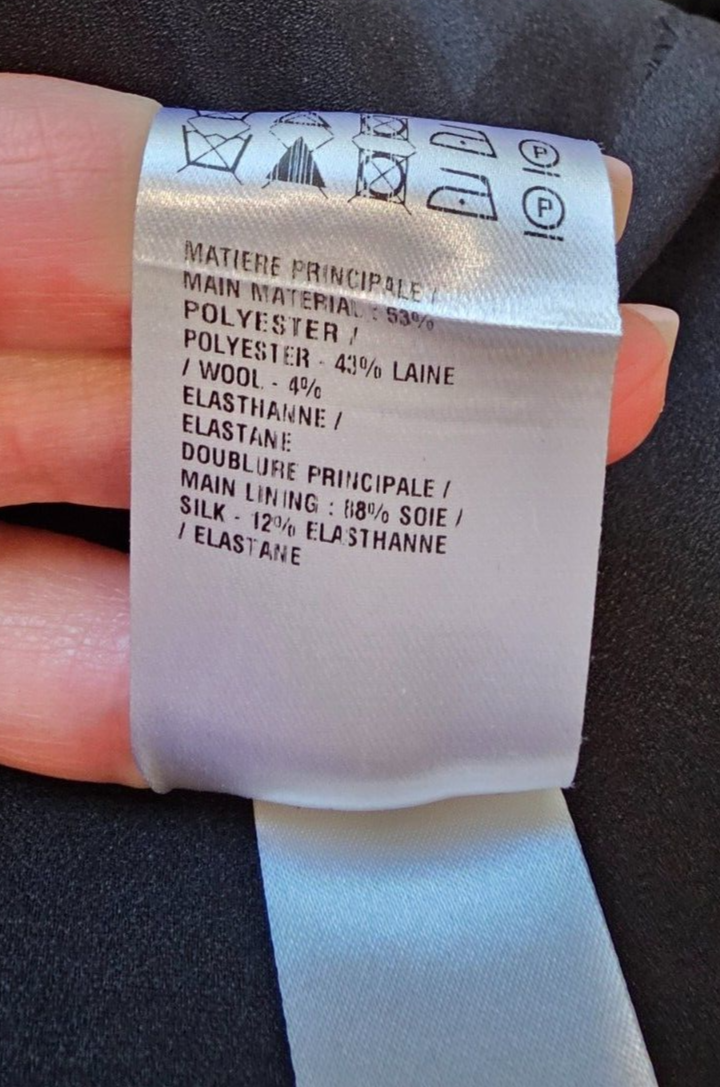 P
P
MATIERE PRINCIPALE /
MAIN MATERIAL : 53%
POLYESTER /
POLYESTER - 43% LAINE
/ WOOL - 4%
ELASTHANNE /
ELASTANE
DOUBLURE PRINCIPALE /
MAIN LINING : 88% SOIE /
SILK - 12% ELASTHANNE
/ ELASTANE